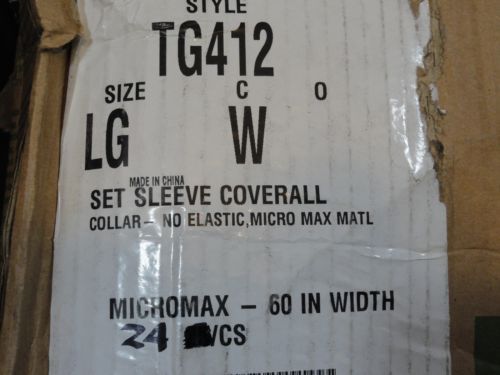 STYLE
TG412
SIZE C O
LG W
MADE IN CHINA
SET SLEEVE COVERALL
COLLAR- NO ELASTIC,MICRO MAX MATL
MICROMAX - 60 IN WIDTH
24 /CS